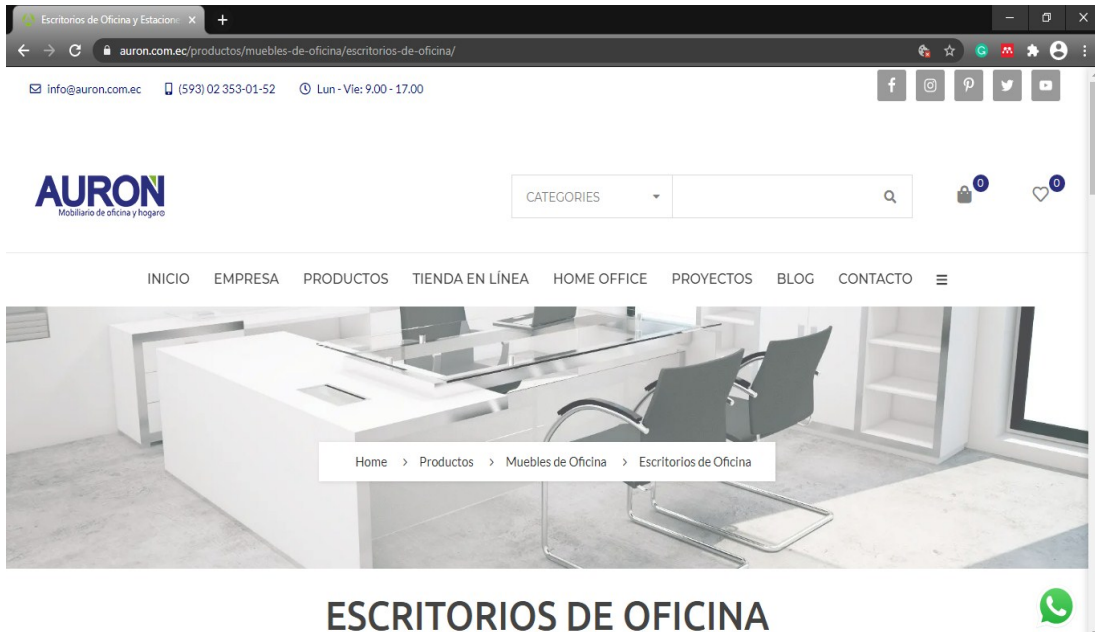 Escritorios de Oficina y Estacione
auron.com.ec/productos/muebles-de-oficina/escritorios-de-oficina/
info@auron.com.ec (593) 02 353-01-52 Lun - Vie: 9.00 - 17.00
AURON
Mobiliario de oficina y hogar
CATEGORIES
0 0
INICIO EMPRESA PRODUCTOS TIENDA EN LÍNEA HOME OFFICE PROYECTOS BLOG CONTACTO
Home > Productos > Muebles de Oficina > Escritorios de Oficina
ESCRITORIOS DE OFICINA